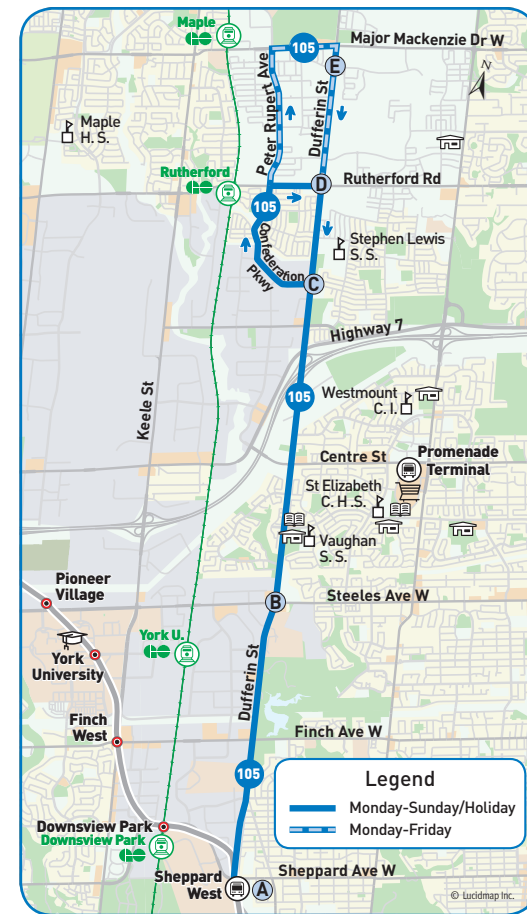 Maple
105
Major Mackenzie Dr W
E
N
Peter Rupert Ave
Dufferin St
Maple
H. S.
Rutherford
D
Rutherford Rd
105
Confederation
Pkwy
Stephen Lewis
S. S.
C
Highway 7
Keele St
105
Westmount
C. I.
Centre St
Promenade
Terminal
St Elizabeth
C. H .S.
Vaughan
S. S.
Pioneer
Village
B
Steeles Ave W
York U.
York
University
Dufferin St
Finch
West
Finch Ave W
105
Legend
Monday-Sunday/Holiday
Monday-Friday
Downsview Park
Downsview Park
Sheppard
West
A
Sheppard Ave W
© Lucidmap Inc.